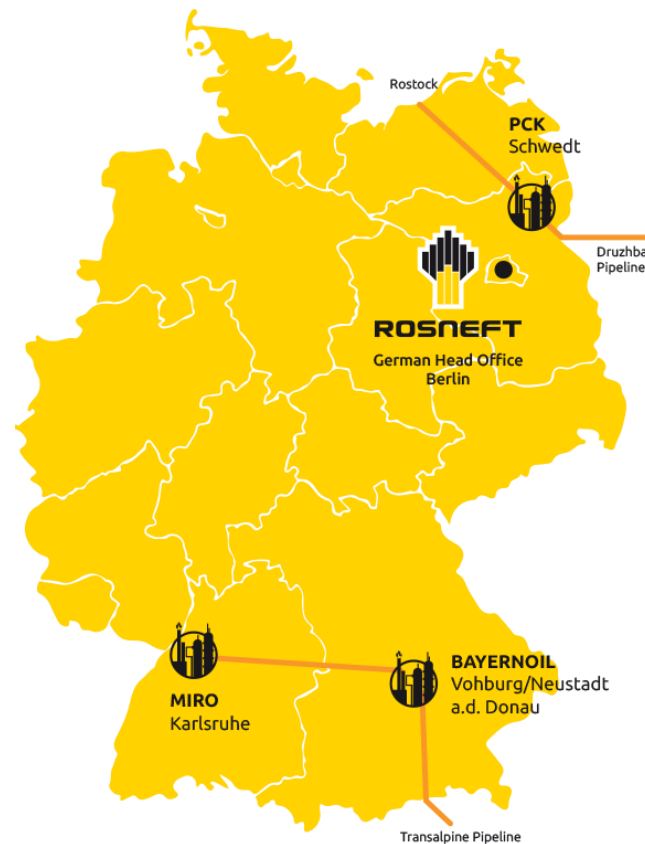 Rostock
PCK
Schwedt
Druzhba
Pipeline
ROSNEFT
German Head Office
Berlin
BAYERNOIL
Vohburg/Neustadt
a.d. Donau
MIRO
Karlsruhe
Transalpine Pipeline